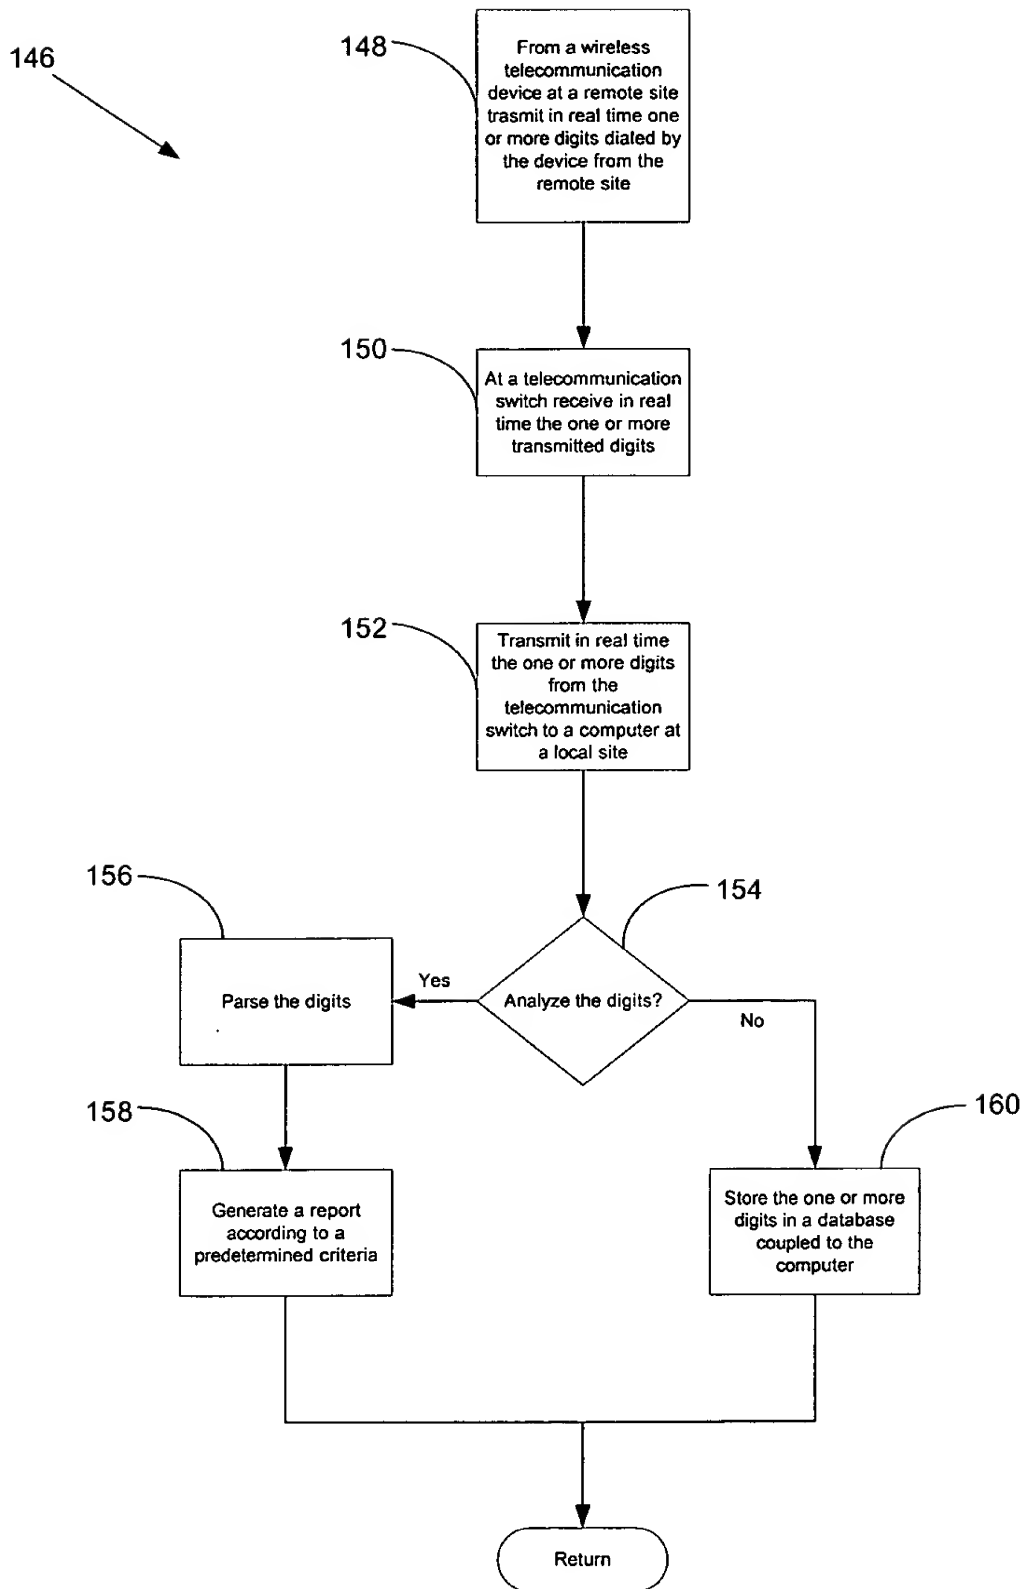 146
148
From a wireless
telecommunication
device at a remote site
trasmit in real time one
or more digits dialed by
the device from the
remote site
150
At a telecommunication
switch receive in real
time the one or more
transmitted digits
152
Transmit in real time
the one or more digits
from the
telecommunication
switch to a computer at
a local site
154
Analyze the digits?
Yes
No
156
Parse the digits
158
Generate a report
according to a
predetermined criteria
160
Store the one or more
digits in a database
coupled to the
computer
Return